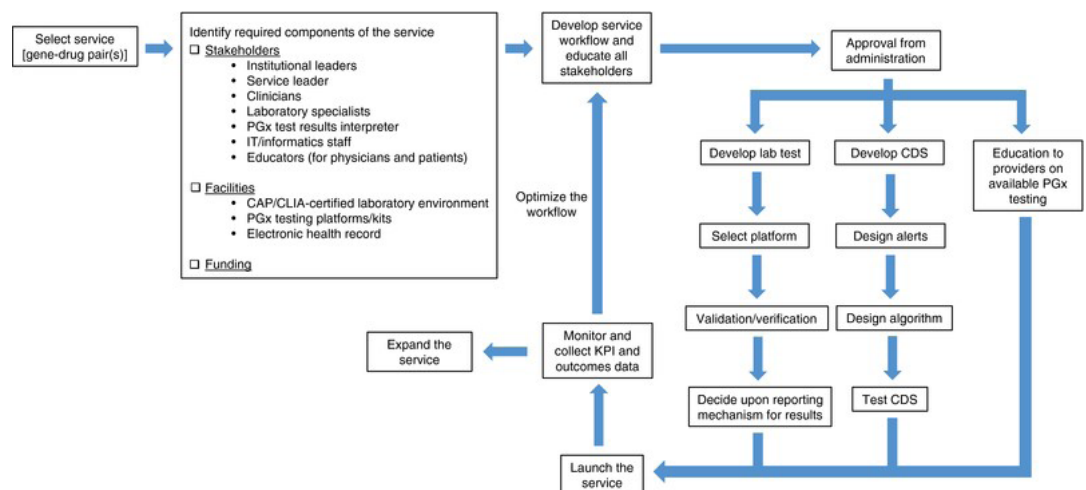 Select service
[gene-drug pair(s)]
Identify required components of the service
❑ Stakeholders
• Institutional leaders
• Service leader
• Clinicians
• Laboratory specialists
• PGx test results interpreter
• IT/informatics staff
• Educators (for physicians and patients)
❑ Facilities
• CAP/CLIA-certified laboratory environment
• PGx testing platforms/kits
• Electronic health record
❑ Funding
Develop service
workflow and
educate all
stakeholders
Approval from
administration
Develop lab test
Select platform
Validation/verification
Decide upon reporting
mechanism for results
Develop CDS
Design alerts
Design algorithm
Test CDS
Education to
providers on
available PGx
testing
Launch the
service
Monitor and
collect KPI and
outcomes data
Expand the
service
Optimize the
workflow